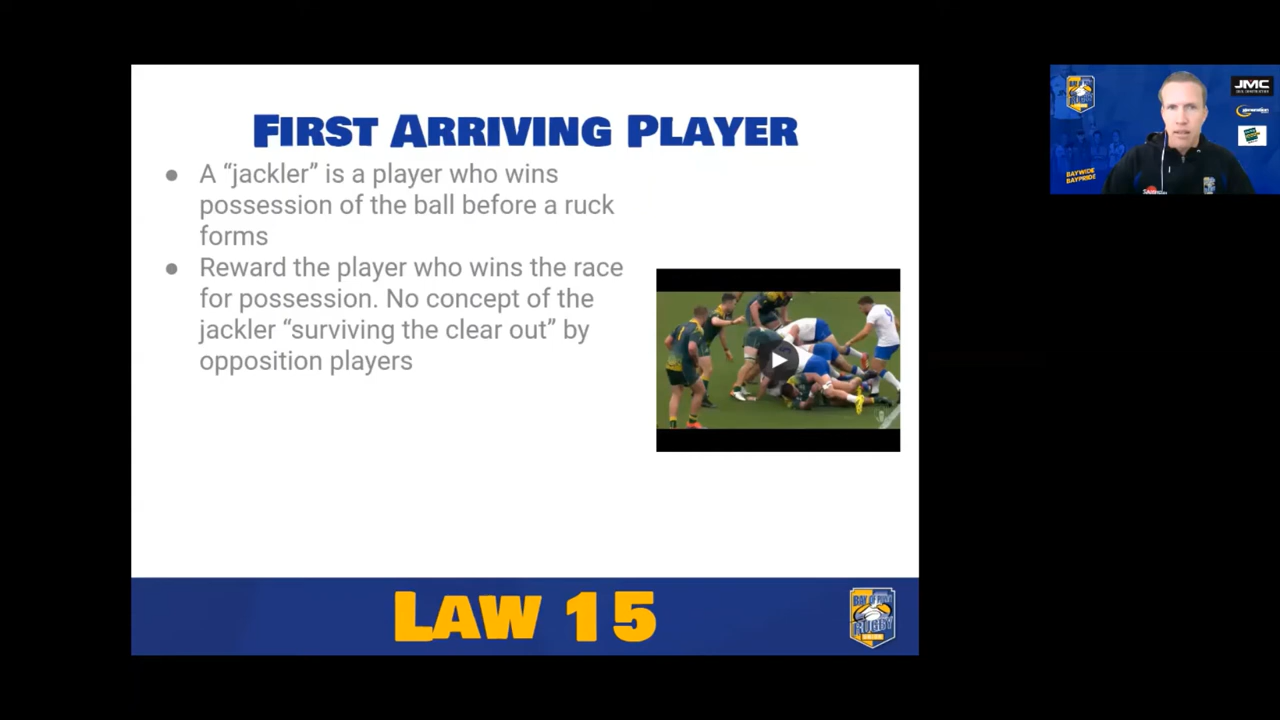 FIRST ARRIVING PLAYER
● A “jackler” is a player who wins
possession of the ball before a ruck
forms
● Reward the player who wins the race
for possession. No concept of the
jackler “surviving the clear out” by
opposition players
LAW 15
RUGBY
JMC
BAYWIDE
BAYPRIDE